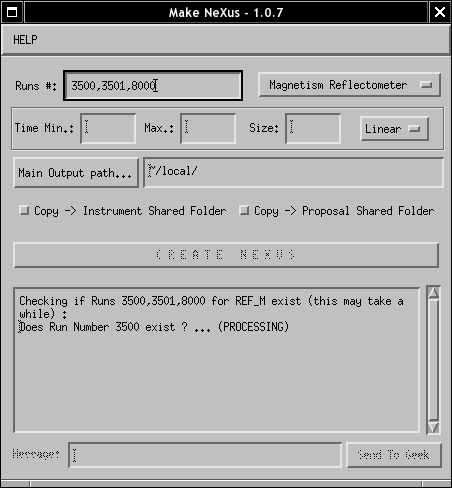 Make NeXus - 1.0.7
HELP
Runs #: 3500,3501,8000 Magnetism Reflectometer
Time Min.: Max.: Size: Linear
Main Output path... ~/local/
Copy -> Instrument Shared Folder Copy -> Proposal Shared Folder
C R E A T E N E X U S
Checking if Runs 3500,3501,8000 for REF_M exist (this may take a
while) :
Does Run Number 3500 exist ? ... (PROCESSING)
Message: Send To Geek